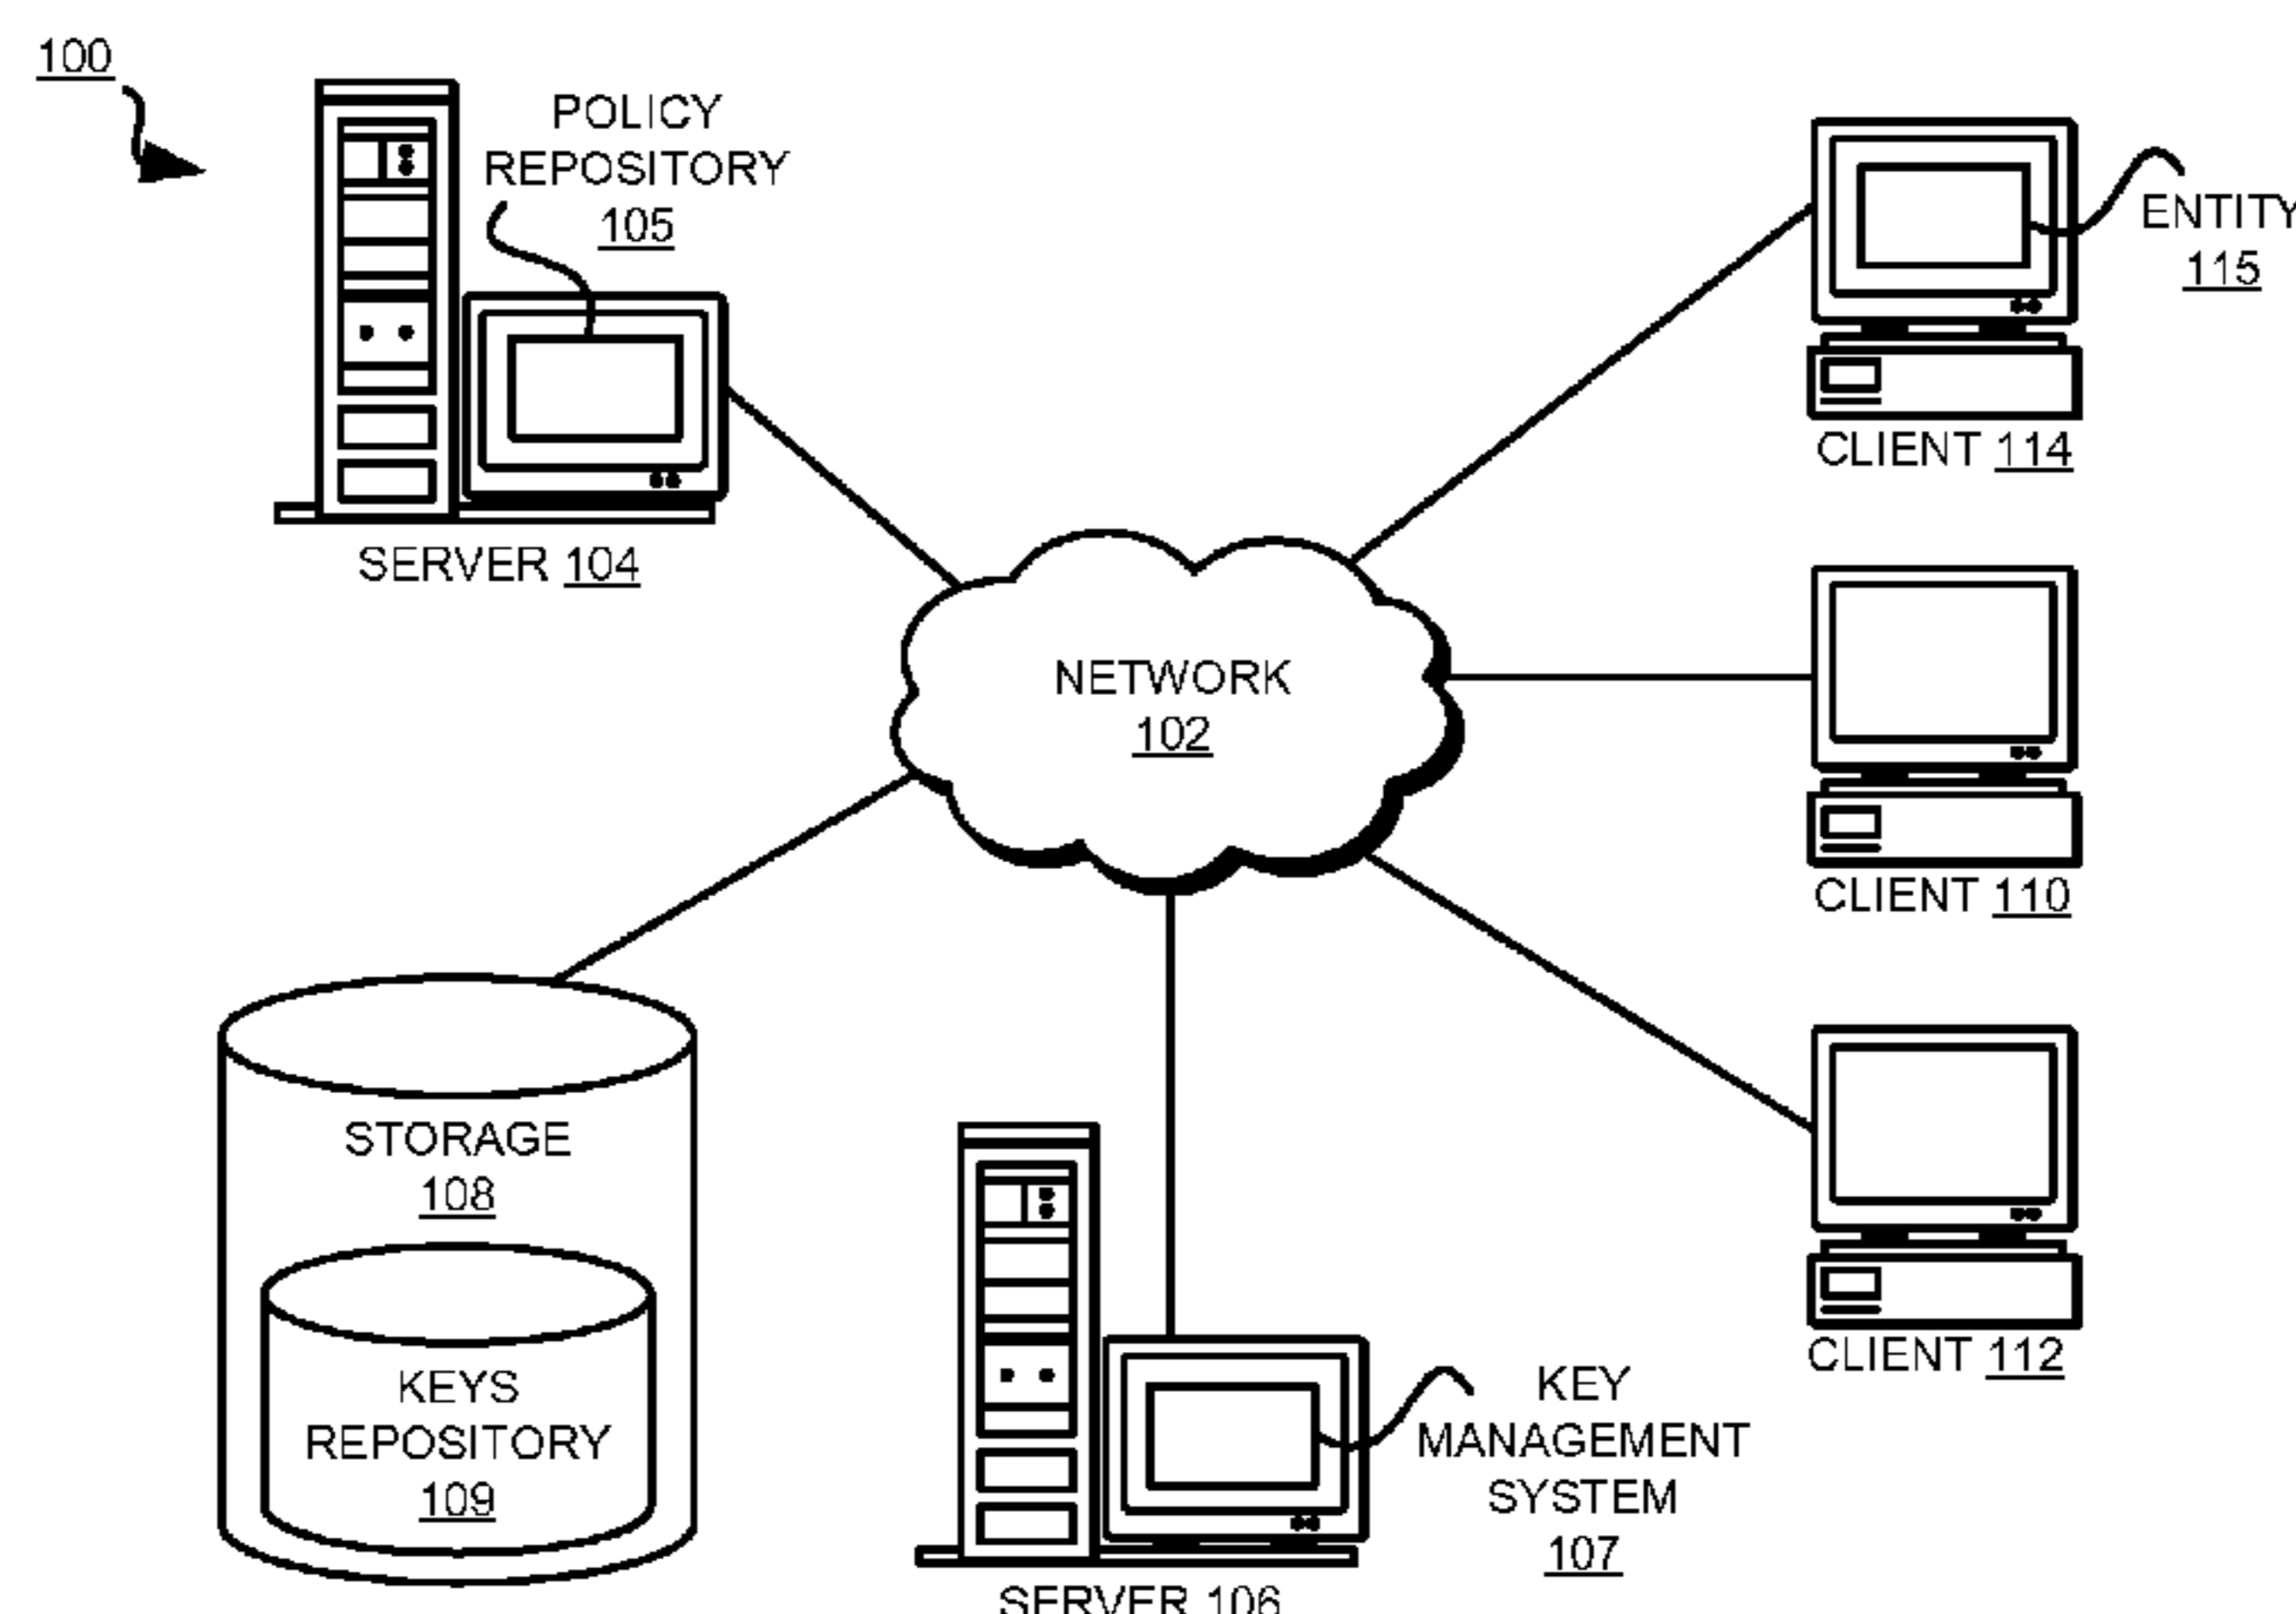 100
POLICY
REPOSITORY
105
SERVER 104
ENTITY
115
CLIENT 114
NETWORK
102
CLIENT 110
STORAGE
108
KEYS
REPOSITORY
109
CLIENT 112
KEY
MANAGEMENT
SYSTEM
107
SERVER 106